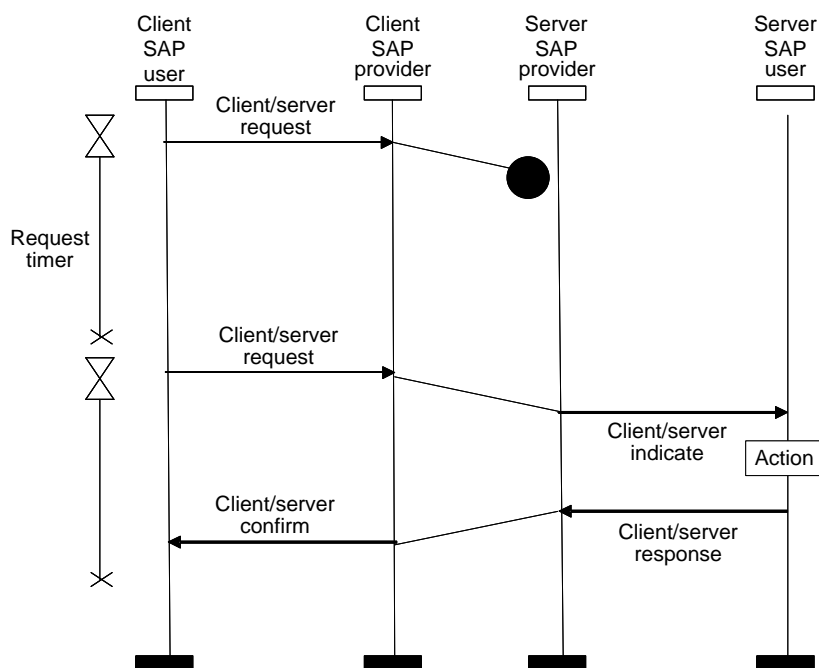 Client
SAP
user
Client
SAP
provider
Server
SAP
provider
Server
SAP
user
Client/server
request
Request
timer
Client/server
request
Client/server
indicate
Action
Client/server
confirm
Client/server
response